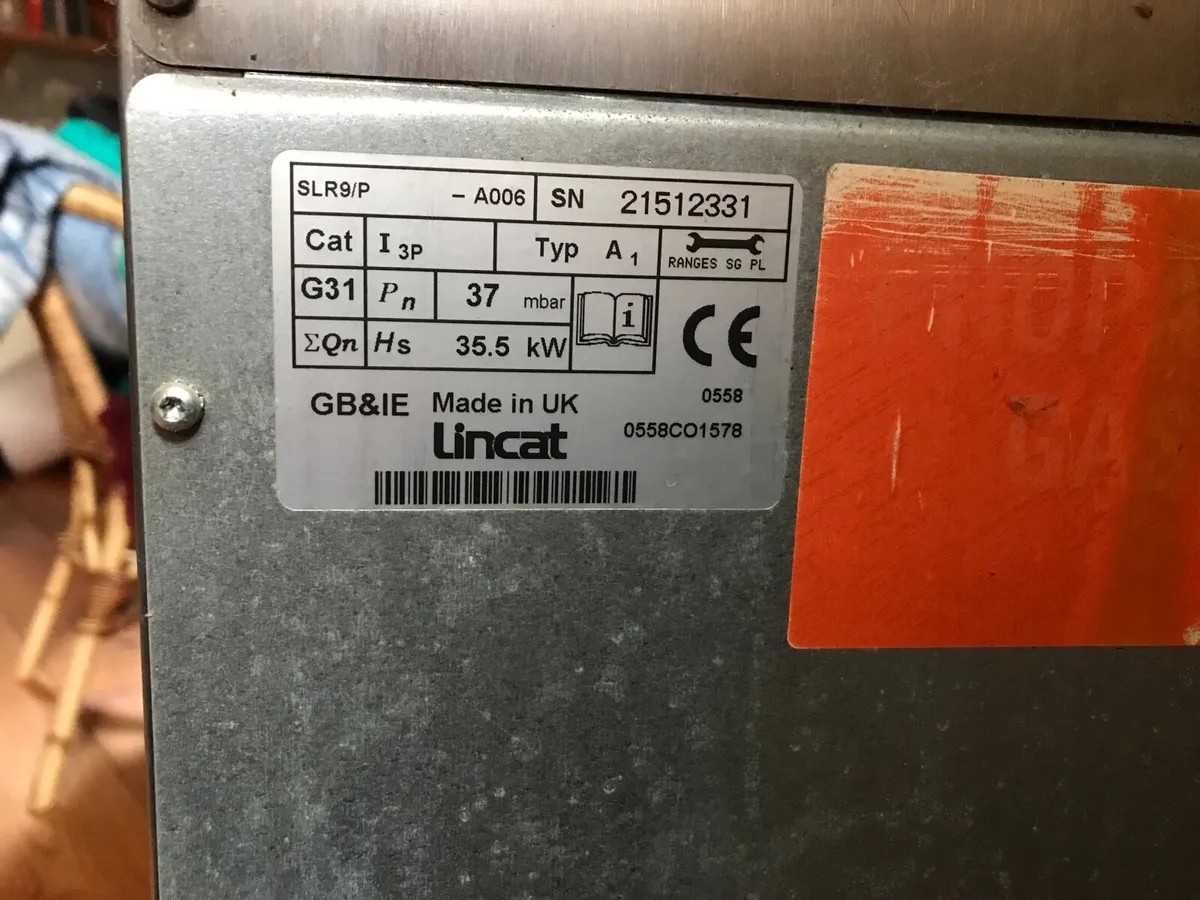 SLR9/P - A006 SN 21512331
Cat I 3P Typ A 1 RANGES SG PL
G31 Pn 37 mbar i
ΣQn Hs 35.5 kW
CE
GB&IE Made in UK 0558
Lincat 0558CO1578